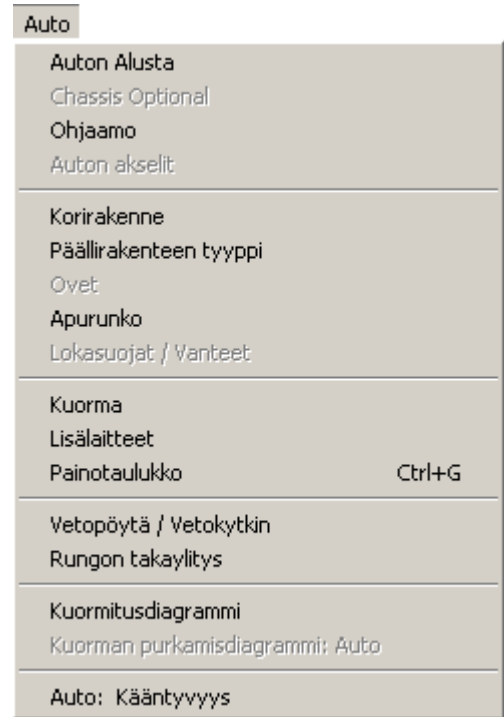 Auto
Auton Alusta
Chassis Optional
Ohjaamo
Auton akselit
Korirakenne
Päällirakenteen tyyppi
Ovet
Apurunko
Lokasuojat / Vanteet
Kuorma
Lisälaitteet
Painotaulukko Ctrl+G
Vetopöytä / Vetokytkin
Rungon takaylitys
Kuormitusdiagrammi
Kuorman purkamisdiagrammi: Auto
Auto: Kääntyvyys